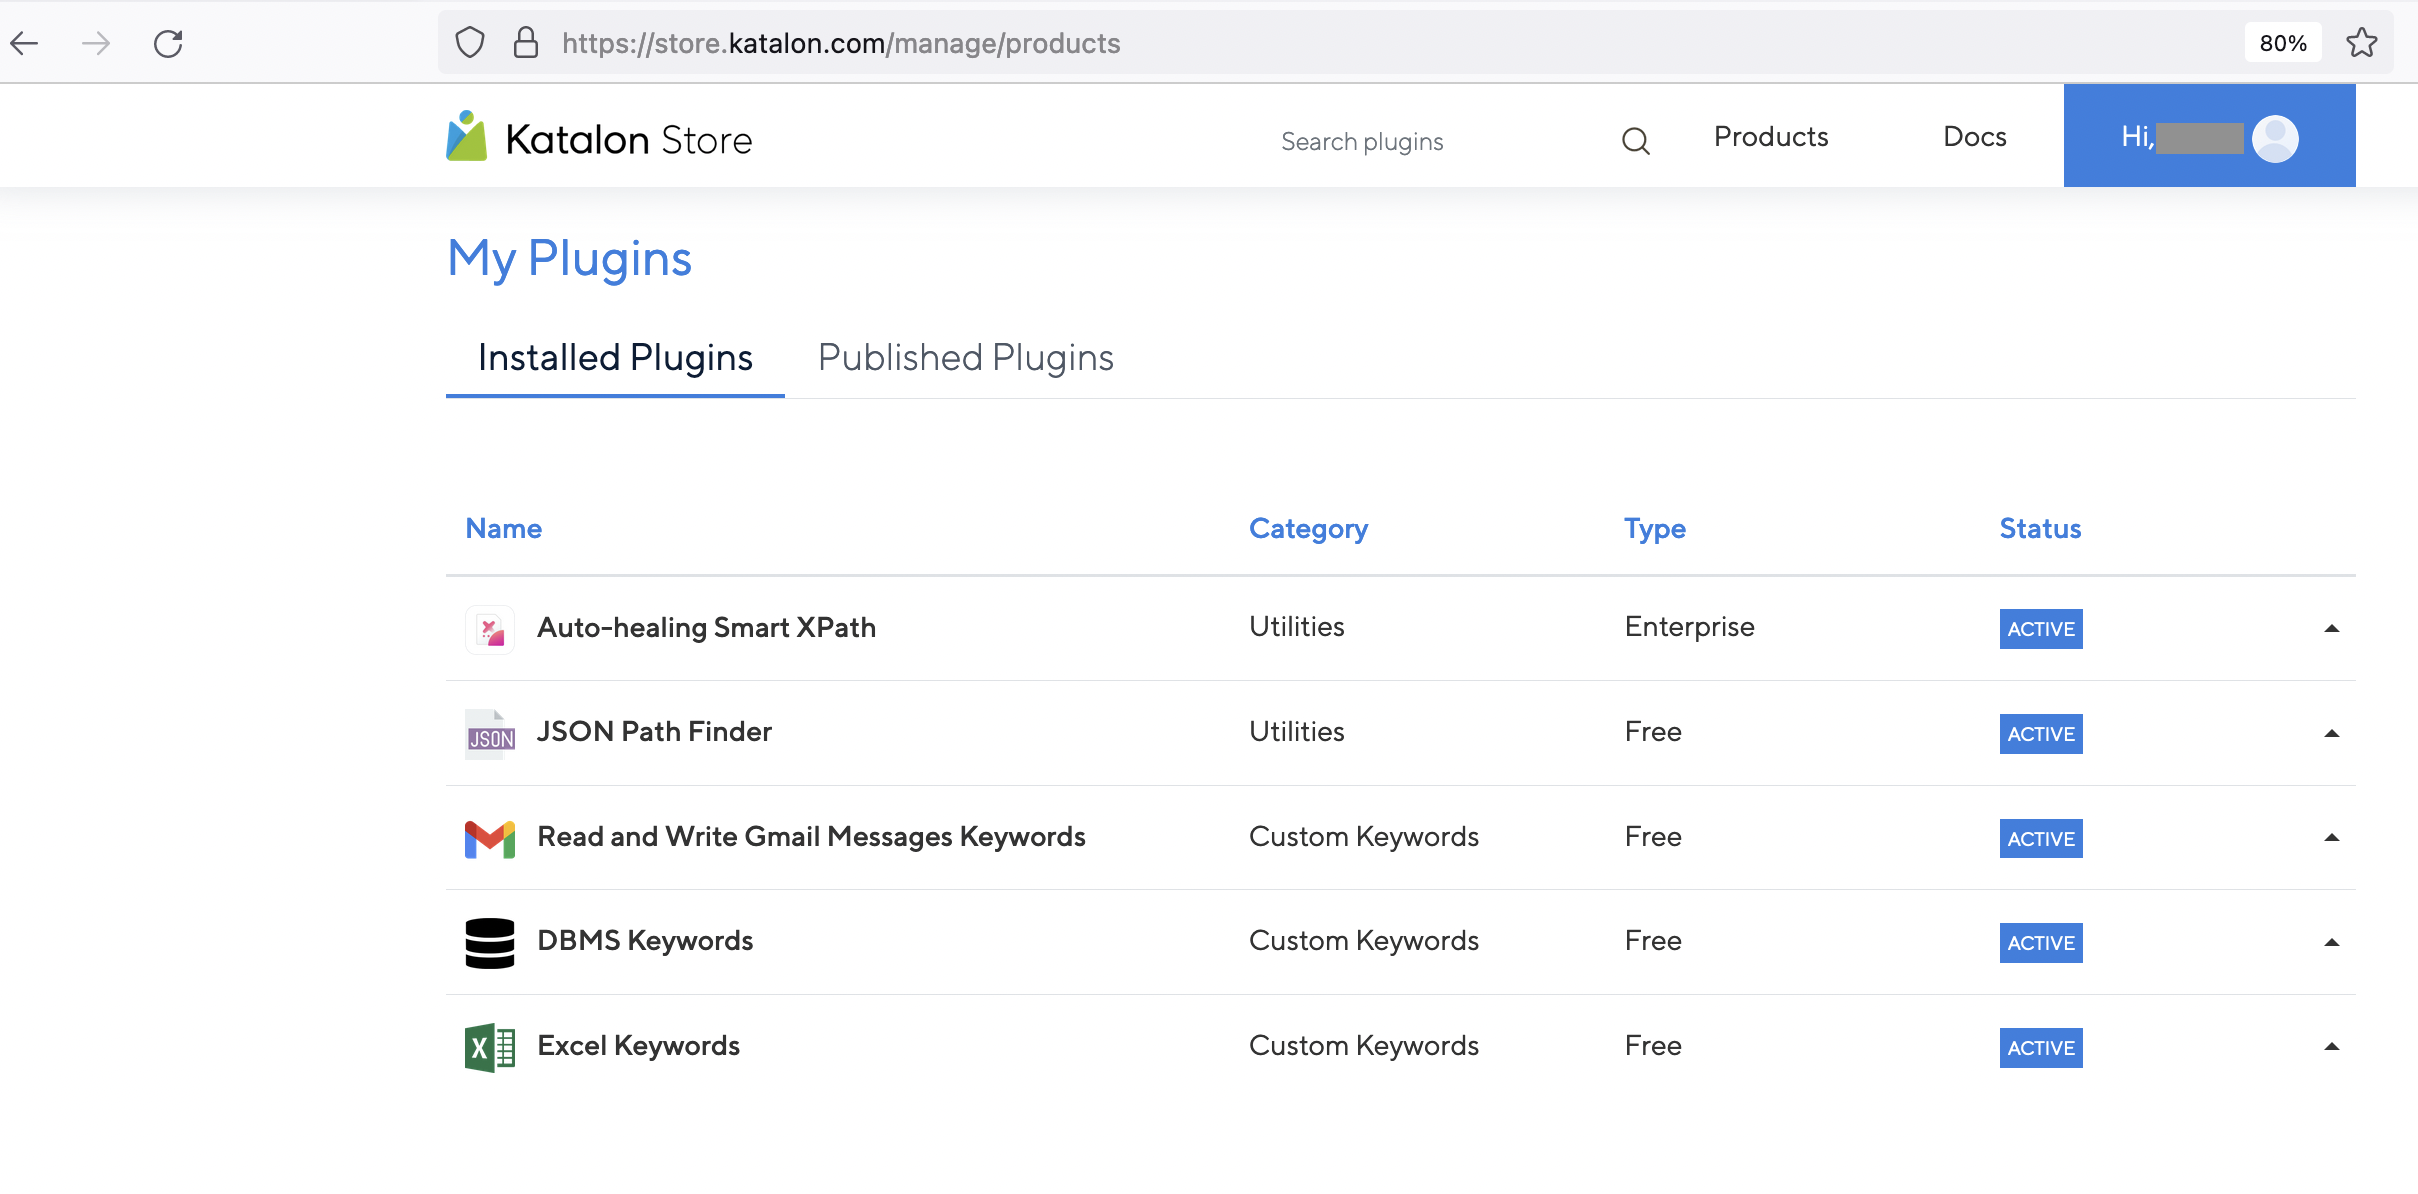 https://store.katalon.com/manage/products 80%
Katalon Store Search plugins Products Docs Hi,
My Plugins
Installed Plugins Published Plugins
Name Category Type Status
Auto-healing Smart XPath Utilities Enterprise ACTIVE
JSON JSON Path Finder Utilities Free ACTIVE
Read and Write Gmail Messages Keywords Custom Keywords Free ACTIVE
DBMS Keywords Custom Keywords Free ACTIVE
X Excel Keywords Custom Keywords Free ACTIVE